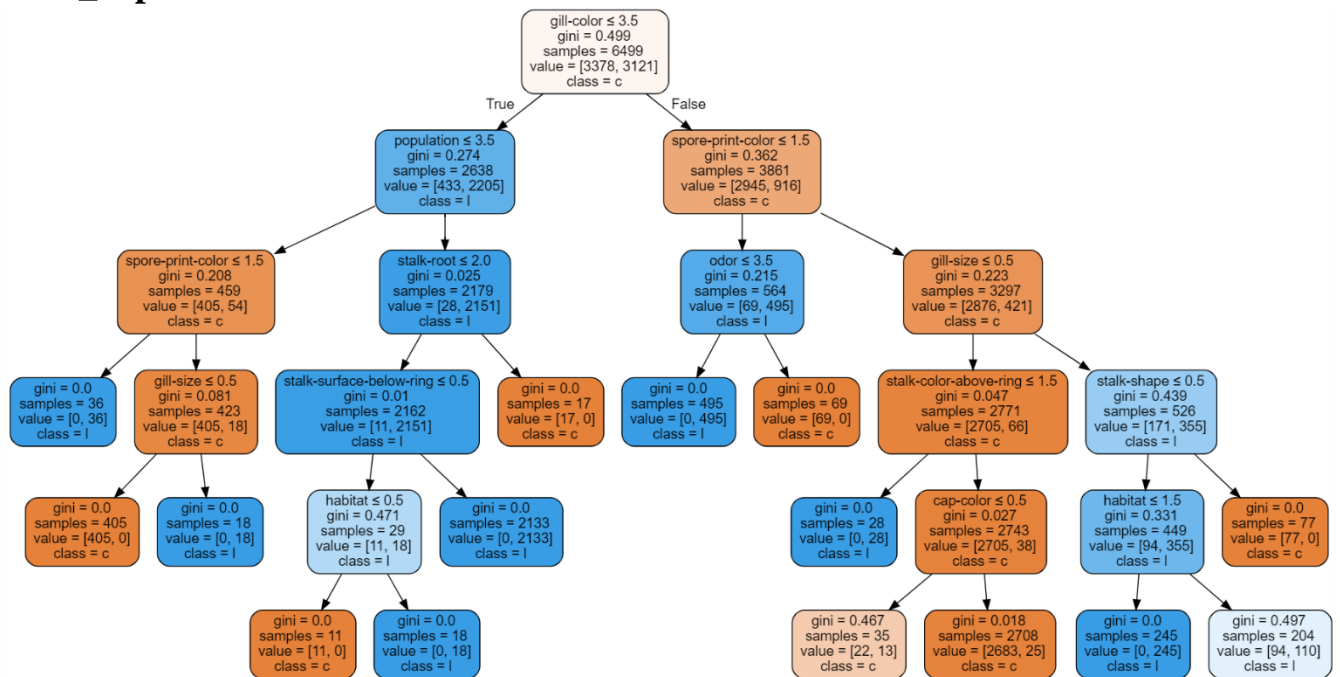 gill-color ≤ 3.5
gini = 0.499
samples = 6499
value = [3378, 3121]
class = c
True
False
population ≤ 3.5
gini = 0.274
samples = 2638
value = [433, 2205]
class = l
spore-print-color ≤ 1.5
gini = 0.362
samples = 3861
value = [2945, 916]
class = c
spore-print-color ≤ 1.5
gini = 0.208
samples = 459
value = [405, 54]
class = c
stalk-root ≤ 2.0
gini = 0.025
samples = 2179
value = [28, 2151]
class = l
odor ≤ 3.5
gini = 0.215
samples = 564
value = [69, 495]
class = l
gill-size ≤ 0.5
gini = 0.223
samples = 3297
value = [2876, 421]
class = c
gini = 0.0
samples = 36
value = [0, 36]
class = l
gill-size ≤ 0.5
gini = 0.081
samples = 423
value = [405, 18]
class = c
stalk-surface-below-ring ≤ 0.5
gini = 0.01
samples = 2162
value = [11, 2151]
class = l
gini = 0.0
samples = 17
value = [17, 0]
class = c
gini = 0.0
samples = 495
value = [0, 495]
class = l
gini = 0.0
samples = 69
value = [69, 0]
class = c
stalk-color-above-ring ≤ 1.5
gini = 0.047
samples = 2771
value = [2705, 66]
class = c
stalk-shape ≤ 0.5
gini = 0.439
samples = 526
value = [171, 355]
class = l
gini = 0.0
samples = 405
value = [405, 0]
class = c
gini = 0.0
samples = 18
value = [0, 18]
class = l
habitat ≤ 0.5
gini = 0.471
samples = 29
value = [11, 18]
class = l
gini = 0.0
samples = 2133
value = [0, 2133]
class = l
gini = 0.0
samples = 28
value = [0, 28]
class = l
cap-color ≤ 0.5
gini = 0.027
samples = 2743
value = [2705, 38]
class = c
habitat ≤ 1.5
gini = 0.331
samples = 449
value = [94, 355]
class = l
gini = 0.0
samples = 77
value = [77, 0]
class = c
gini = 0.0
samples = 11
value = [11, 0]
class = c
gini = 0.0
samples = 18
value = [0, 18]
class = l
gini = 0.467
samples = 35
value = [22, 13]
class = c
gini = 0.018
samples = 2708
value = [2683, 25]
class = c
gini = 0.0
samples = 245
value = [0, 245]
class = l
gini = 0.497
samples = 204
value = [94, 110]
class = l